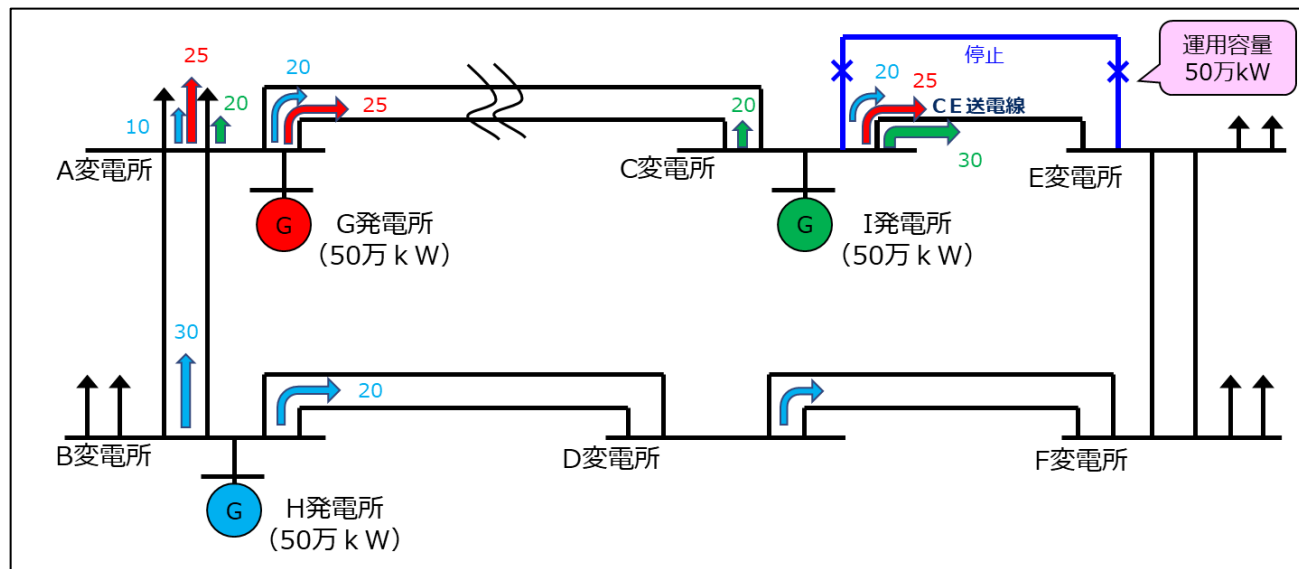 25
20
20
25
10
A変電所
G
G発電所
(50万kW)
20
C変電所
停止
20
25
CE送電線
30
運用容量
50万kW
E変電所
G
I発電所
(50万kW)
30
20
B変電所
D変電所
F変電所
G
H発電所
(50万kW)